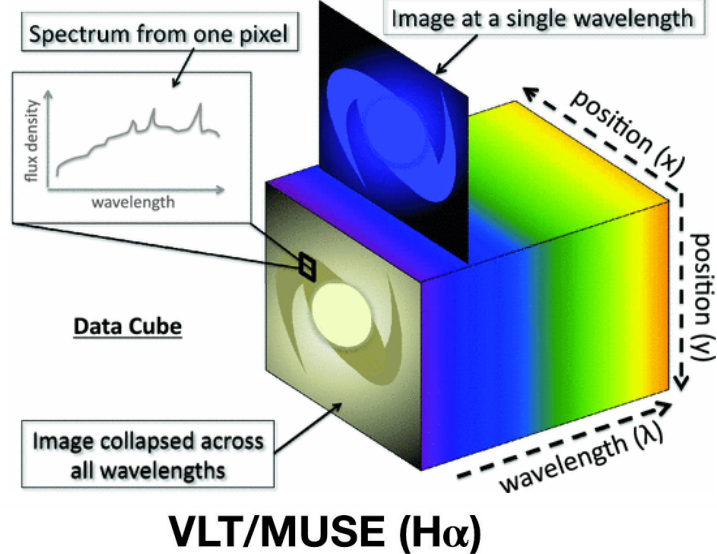 Image at a single wavelength
Spectrum from one pixel
flux density
wavelength
position (x)
position (y)
Data Cube
Image collapsed across
all wavelengths
wavelength (λ)
VLT/MUSE (Hα)